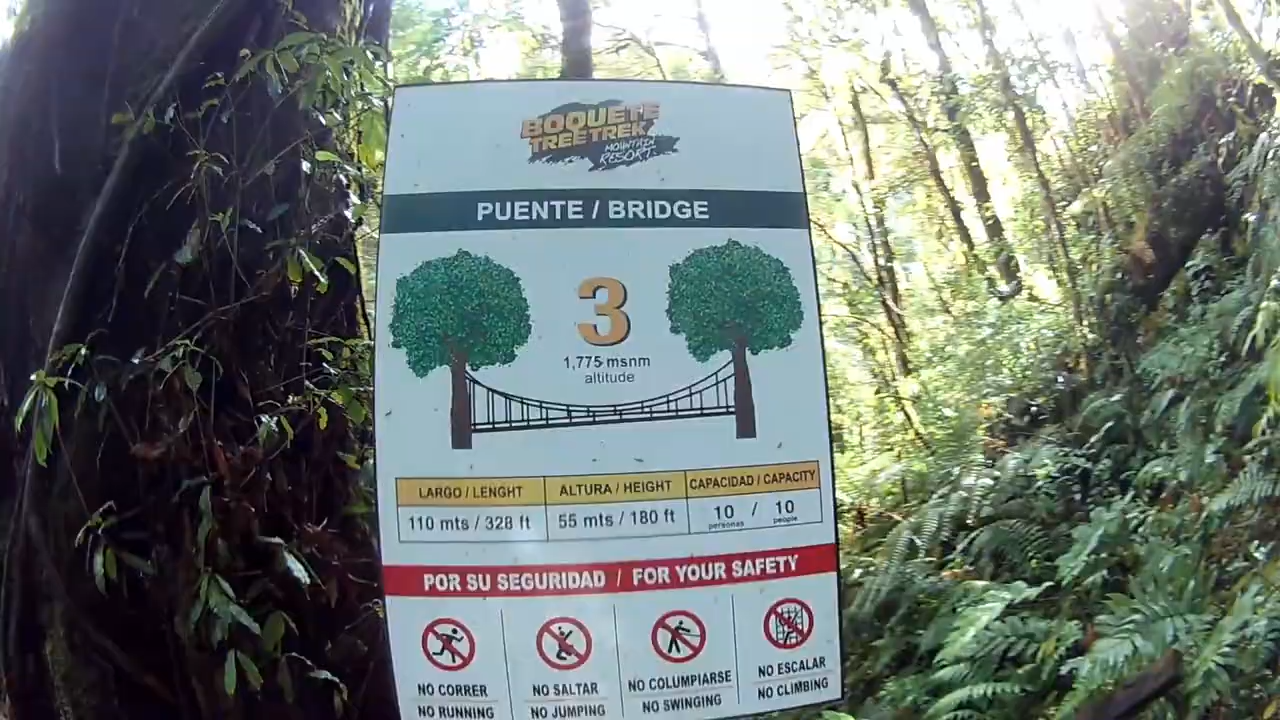 BOQUETE
TREE TREK
MOUNTAIN
RESORT
PUENTE / BRIDGE
3
1,775 msnm
altitude
LARGO / LENGHT ALTURA / HEIGHT CAPACIDAD / CAPACITY
110 mts / 328 ft 55 mts / 180 ft 10 / 10
personas people
POR SU SEGURIDAD / FOR YOUR SAFETY
NO CORRER
NO RUNNING
NO SALTAR
NO JUMPING
NO COLUMPIARSE
NO SWINGING
NO ESCALAR
NO CLIMBING